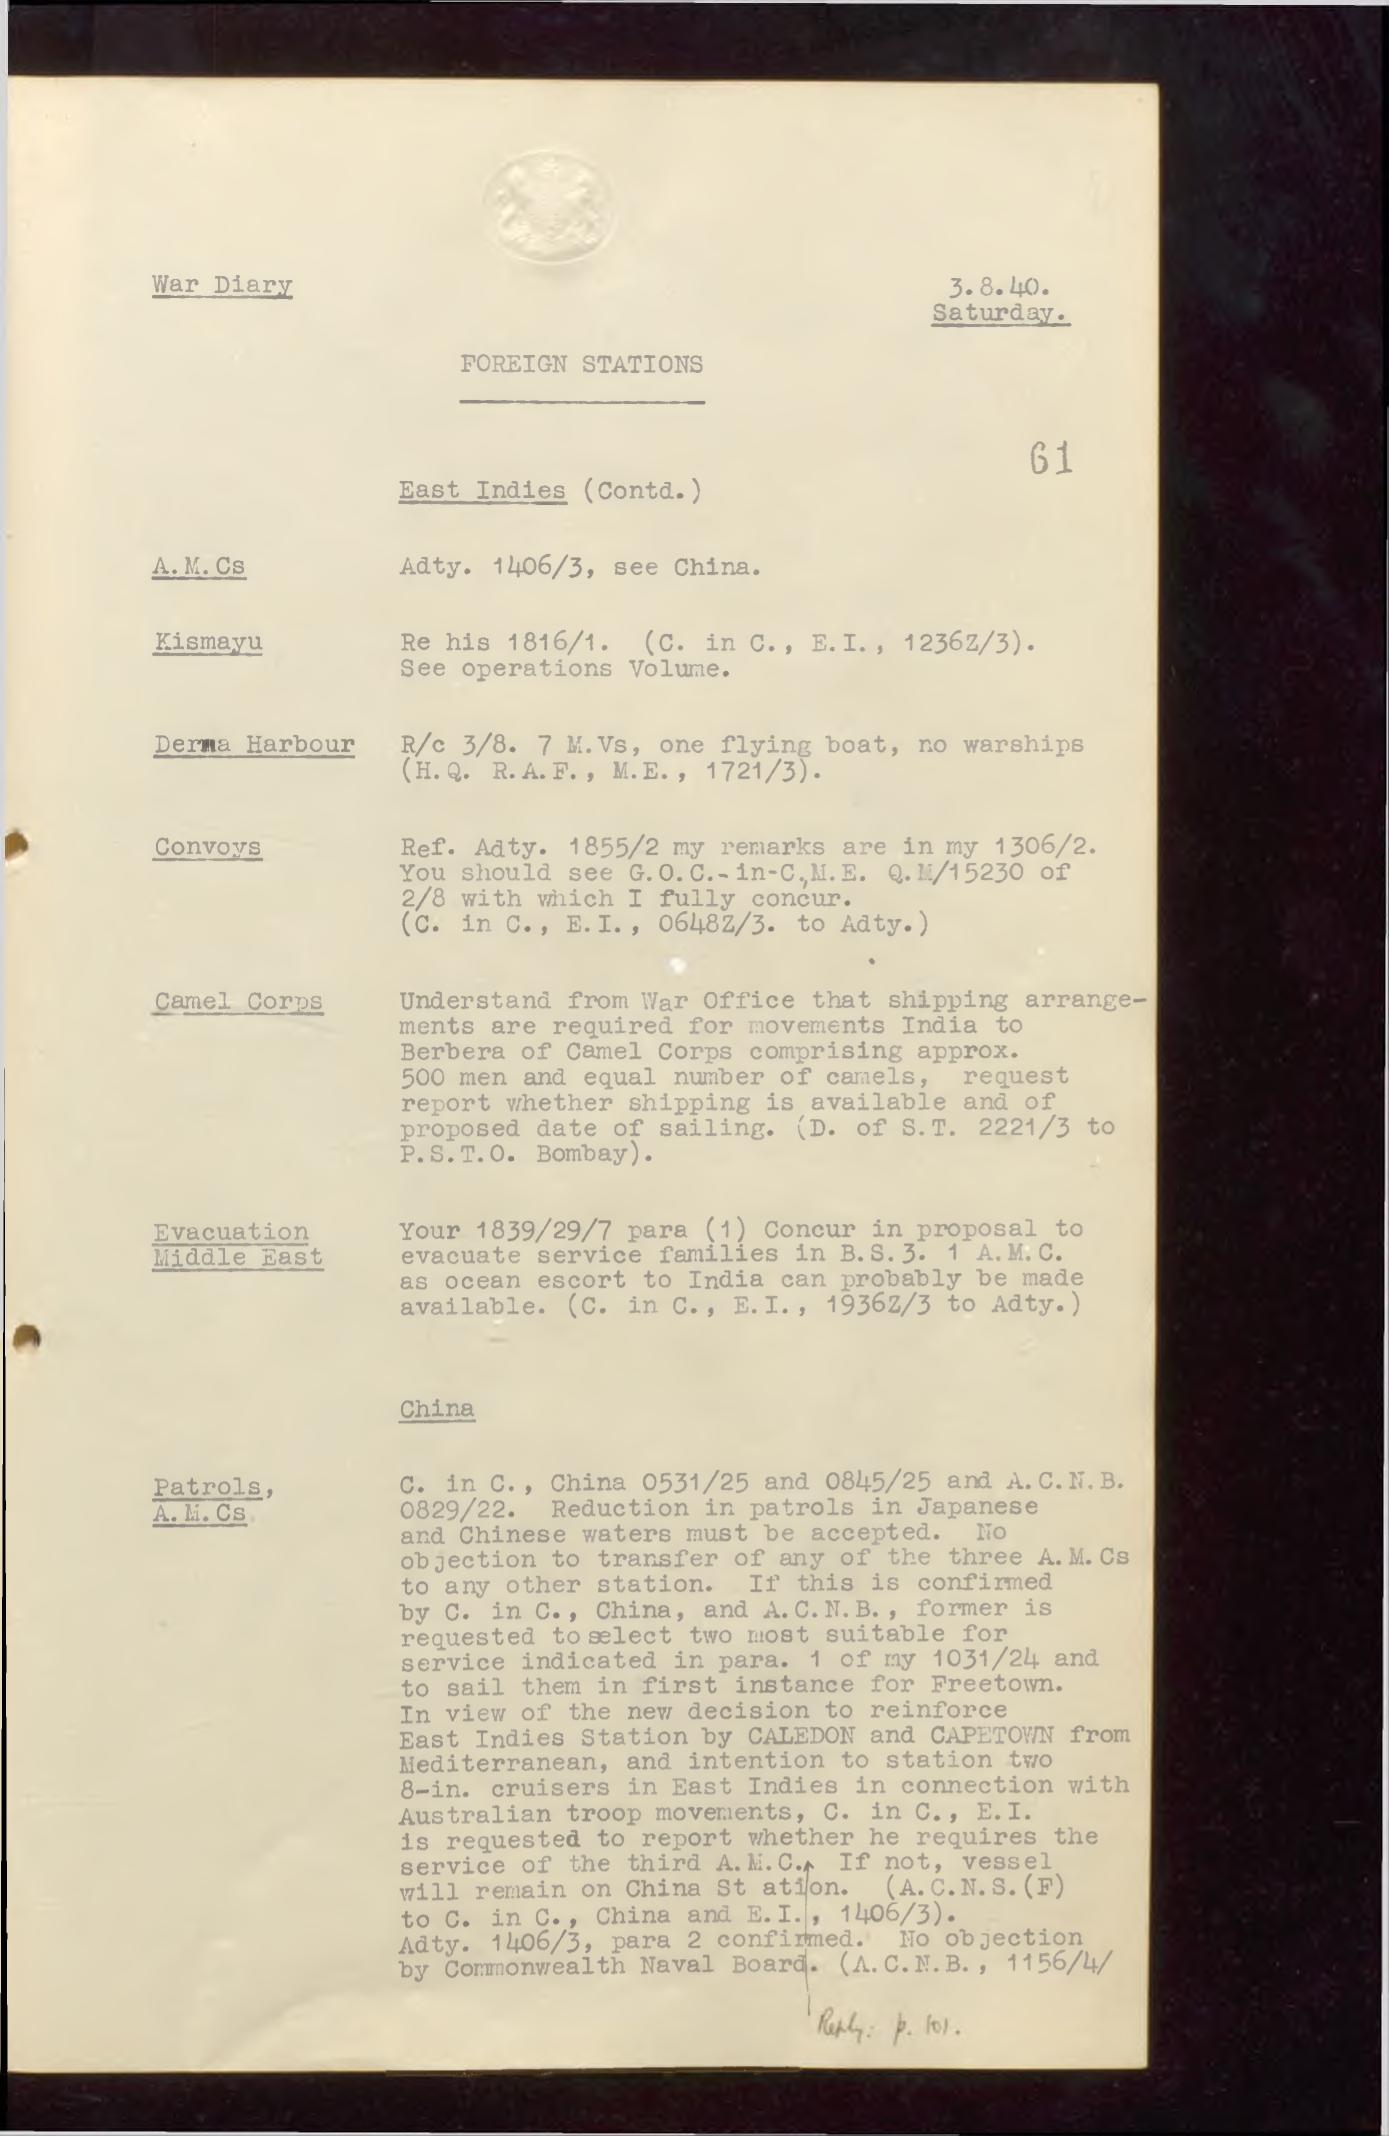 War Diary
3.8.40.
Saturday.
FOREIGN STATIONS
61
East Indies (Contd.)
A.M.Cs
Adty. 1406/3, see China.
Kismayu
Re his 1816/1. (C. in C., E.I., 1236Z/3).
See operations Volume.
Derna Harbour
R/c 3/8. 7 M.Vs, one flying boat, no warships
(H.Q. R.A.F., M.E., 1721/3).
Convoys
Ref. Adty. 1855/2 my remarks are in my 1306/2.
You should see G.O.C.-in-C.,M.E. Q.M/15230 of
2/8 with which I fully concur.
(C. in C., E.I., 0648Z/3. to Adty.)
Camel Corps
Understand from War Office that shipping arrange-
ments are required for movements India to
Berbera of Camel Corps comprising approx.
500 men and equal number of camels, request
report whether shipping is available and of
proposed date of sailing. (D. of S.T. 2221/3 to
P.S.T.O. Bombay).
Evacuation
Middle East
Your 1839/29/7 para (1) Concur in proposal to
evacuate service families in B.S.3. 1 A.M.C.
as ocean escort to India can probably be made
available. (C. in C., E.I., 1936Z/3 to Adty.)
China
Patrols,
A.M.Cs.
C. in C., China 0531/25 and 0845/25 and A.C.N.B.
0829/22. Reduction in patrols in Japanese
and Chinese waters must be accepted. No
objection to transfer of any of the three A.M.Cs
to any other station. If this is confirmed
by C. in C., China, and A.C.N.B., former is
requested to select two most suitable for
service indicated in para. 1 of my 1031/24 and
to sail them in first instance for Freetown.
In view of the new decision to reinforce
East Indies Station by CALEDON and CAPETOWN from
Mediterranean, and intention to station two
8-in. cruisers in East Indies in connection with
Australian troop movements, C. in C., E.I.
is requested to report whether he requires the
service of the third A.M.C. If not, vessel
will remain on China St ation. (A.C.N.S.(F)
to C. in C., China and E.I., 1406/3).
Adty. 1406/3, para 2 confirmed. No objection
by Commonwealth Naval Board. (A.C.N.B., 1156/4/
Reply: p. 101.